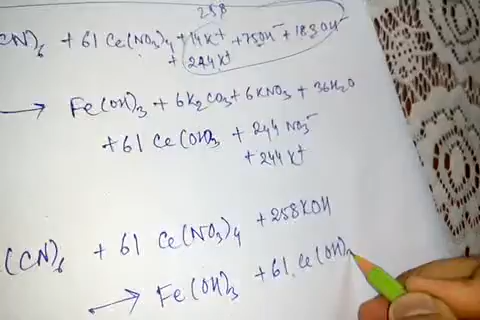 258
CN)6 + 61 Ce(NO3)4 + 14K+ + 75OH- + 183OH-
+ 244K+
→ Fe(OH)3 + 6K2CO3 + 6KNO3 + 36H2O
+ 61 Ce(OH)3 + 244 NO3-
+ 244 K+
(CN)6 + 61 Ce(NO3)4 + 258KOH
→ Fe(OH)3 + 61. Ce(OH)3